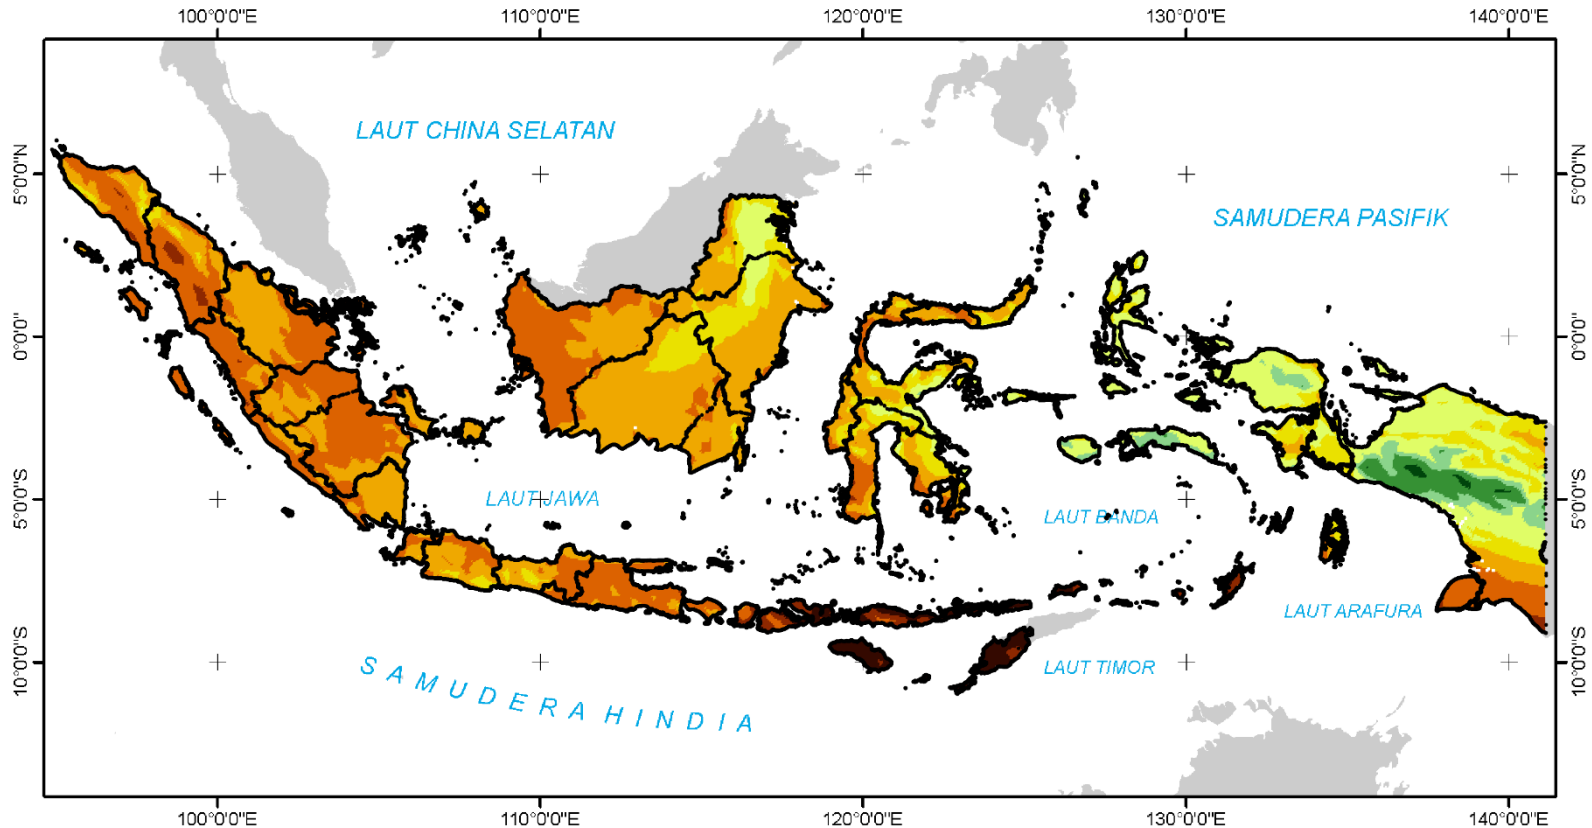 100°0'0"E 110°0'0"E 120°0'0"E 130°0'0"E 140°0'0"E
LAUT CHINA SELATAN
5°0'0"N 5°0'0"N
SAMUDERA PASIFIK
0°0'0" 0°0'0"
5°0'0"S 5°0'0"S
LAUT JAWA
LAUT BANDA
LAUT ARAFURA
10°0'0"S 10°0'0"S
LAUT TIMOR
SAMUDERA HINDIA
100°0'0"E 110°0'0"E 120°0'0"E 130°0'0"E 140°0'0"E